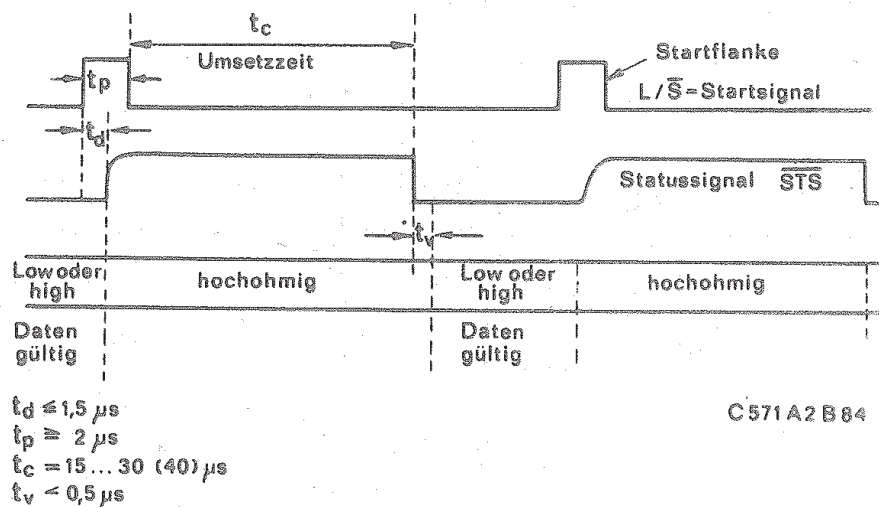 t_c
Umsetzzeit
Startflanke
t_p
L/S̅=Startsignal
t_d
Statussignal S̅T̅S̅
t_v
Low oder high
hochohmig
Low oder high
hochohmig
Daten gültig
Daten gültig
t_d ≤ 1,5 µs
t_p ≥ 2 µs
t_c = 15 ... 30 (40) µs
t_v < 0,5 µs
C571A2B84